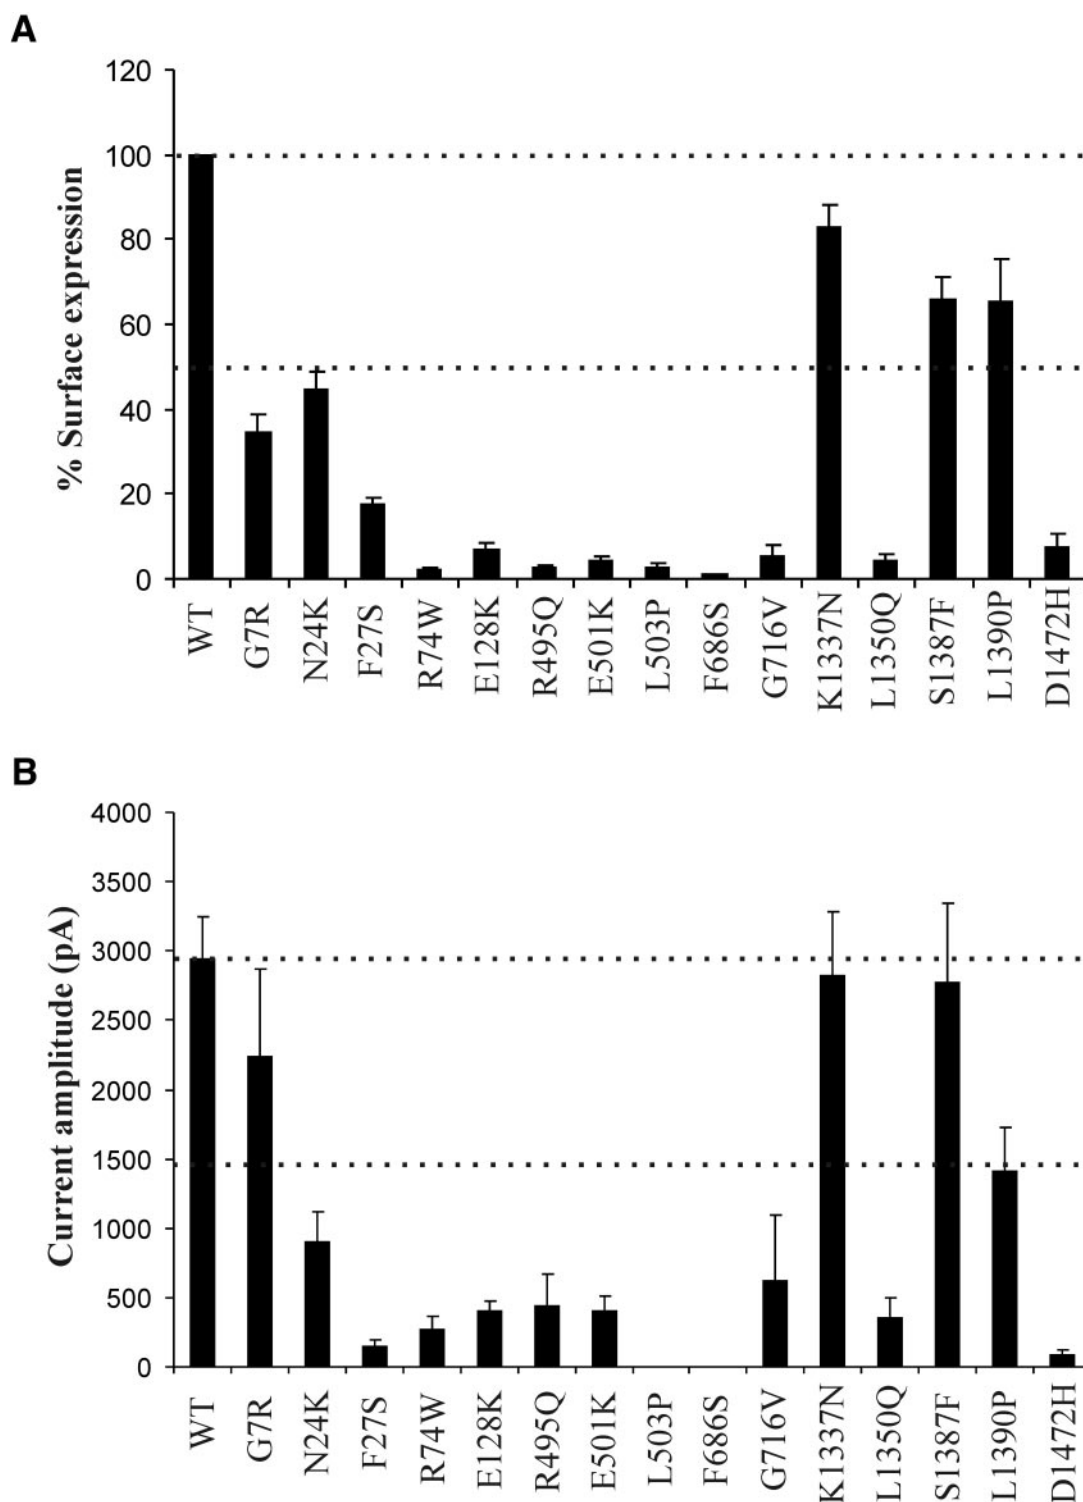 A
120
100
80
60
40
20
0
% Surface expression
WT G7R N24K F27S R74W E128K R495Q E501K L503P F686S G716V K1337N L1350Q S1387F L1390P D1472H
B
4000
3500
3000
2500
2000
1500
1000
500
0
Current amplitude (pA)
WT G7R N24K F27S R74W E128K R495Q E501K L503P F686S G716V K1337N L1350Q S1387F L1390P D1472H